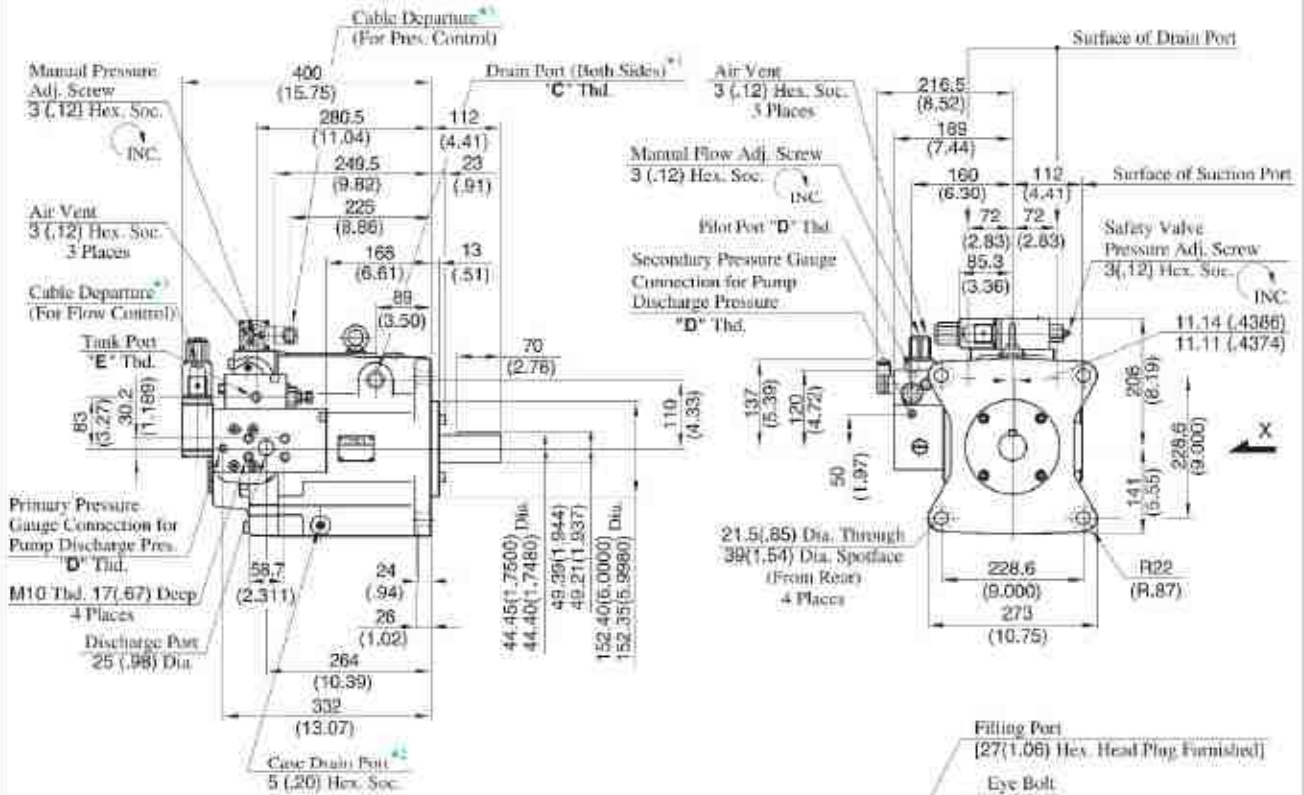 Cable Departure*3
(For Pres. Control)
Manual Pressure
Adj. Screw
3 (.12) Hex. Soc.
INC.
400
(15.75)
Drain Port (Both Sides)*1
"C" Thd.
280.5
(11.04)
112
(4.41)
249.5
(9.82)
23
(.91)
225
(8.86)
Air Vent
3 (.12) Hex. Soc.
3 Places
168
(6.61)
13
(.51)
Cable Departure*3
(For Flow Control)
89
(3.50)
Tank Port
"E" Thd.
70
(2.76)
83
(3.27)
30.2
(1.189)
110
(4.33)
Primary Pressure
Gauge Connection for
Pump Discharge Pres.
"D" Thd.
M10 Thd. 17(.67) Deep
4 Places
Discharge Port
25 (.98) Dia
58.7
(2.311)
24
(.94)
26
(1.02)
264
(10.39)
332
(13.07)
Case Drain Port*2
5 (.20) Hex. Soc.
44.45(1.7500) Dia.
44.40(1.7480)
49.39(1.944)
49.21(1.937)
152.40(6.0000) Dia.
152.35(5.9980)
Surface of Drain Port
Air Vent
3 (.12) Hex. Soc.
3 Places
216.5
(8.52)
189
(7.44)
Manual Flow Adj. Screw
3 (.12) Hex. Soc.
INC.
160
(6.30)
112
(4.41)
Surface of Suction Port
Pilot Port "D" Thd.
72
(2.83)
72
(2.83)
Safety Valve
Pressure Adj. Screw
3(.12) Hex. Soc.
INC.
Secondary Pressure Gauge
Connection for Pump
Discharge Pressure
"D" Thd.
85.3
(3.36)
11.14 (.4386)
11.11 (.4374)
137
(5.39)
120
(4.72)
50
(1.97)
208
(8.19)
228.6
(9.000)
141
(5.55)
X
21.5(.85) Dia. Through
39(1.54) Dia. Spotface
(From Rear)
4 Places
228.6
(9.000)
273
(10.75)
R22
(R.87)
Filling Port
[27(1.06) Hex. Head Plug Furnished]
Eye Bolt